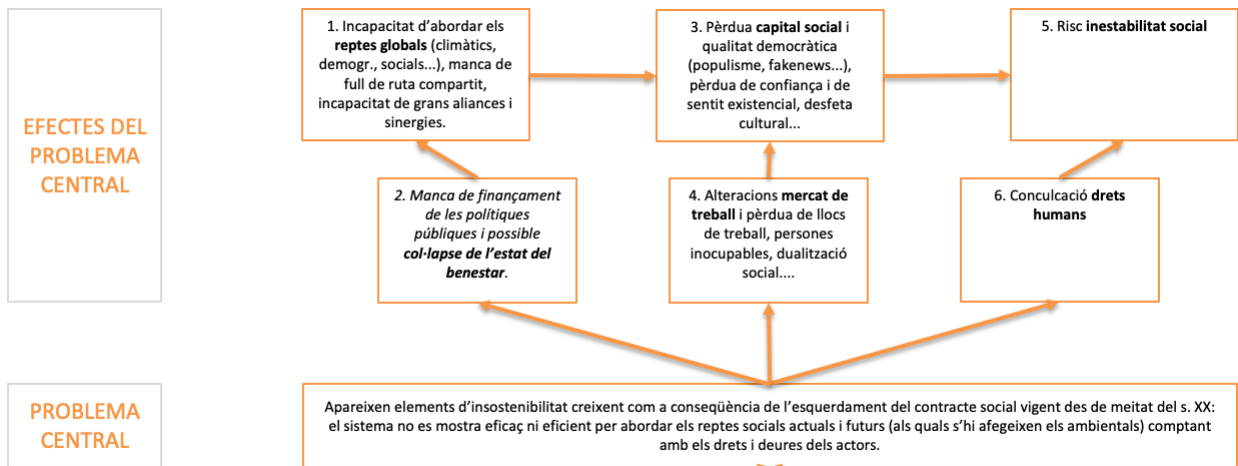 EFECTES DEL
PROBLEMA
CENTRAL
1. Incapacitat d’abordar els
reptes globals (climàtics,
demogr., socials...), manca de
full de ruta compartit,
incapacitat de grans aliances i
sinergies.
3. Pèrdua capital social i
qualitat democràtica
(populisme, fakenews...),
pèrdua de confiança i de
sentit existencial, desfeta
cultural...
5. Risc inestabilitat social
2. Manca de finançament
de les polítiques
públiques i possible
col·lapse de l’estat del
benestar.
4. Alteracions mercat de
treball i pèrdua de llocs
de treball, persones
inocupables, dualització
social....
6. Conculcació drets
humans
PROBLEMA
CENTRAL
Apareixen elements d’insostenibilitat creixent com a conseqüència de l’esquerdament del contracte social vigent des de meitat del s. XX:
el sistema no es mostra eficaç ni eficient per abordar els reptes socials actuals i futurs (als quals s’hi afegeixen els ambientals) comptant
amb els drets i deures dels actors.